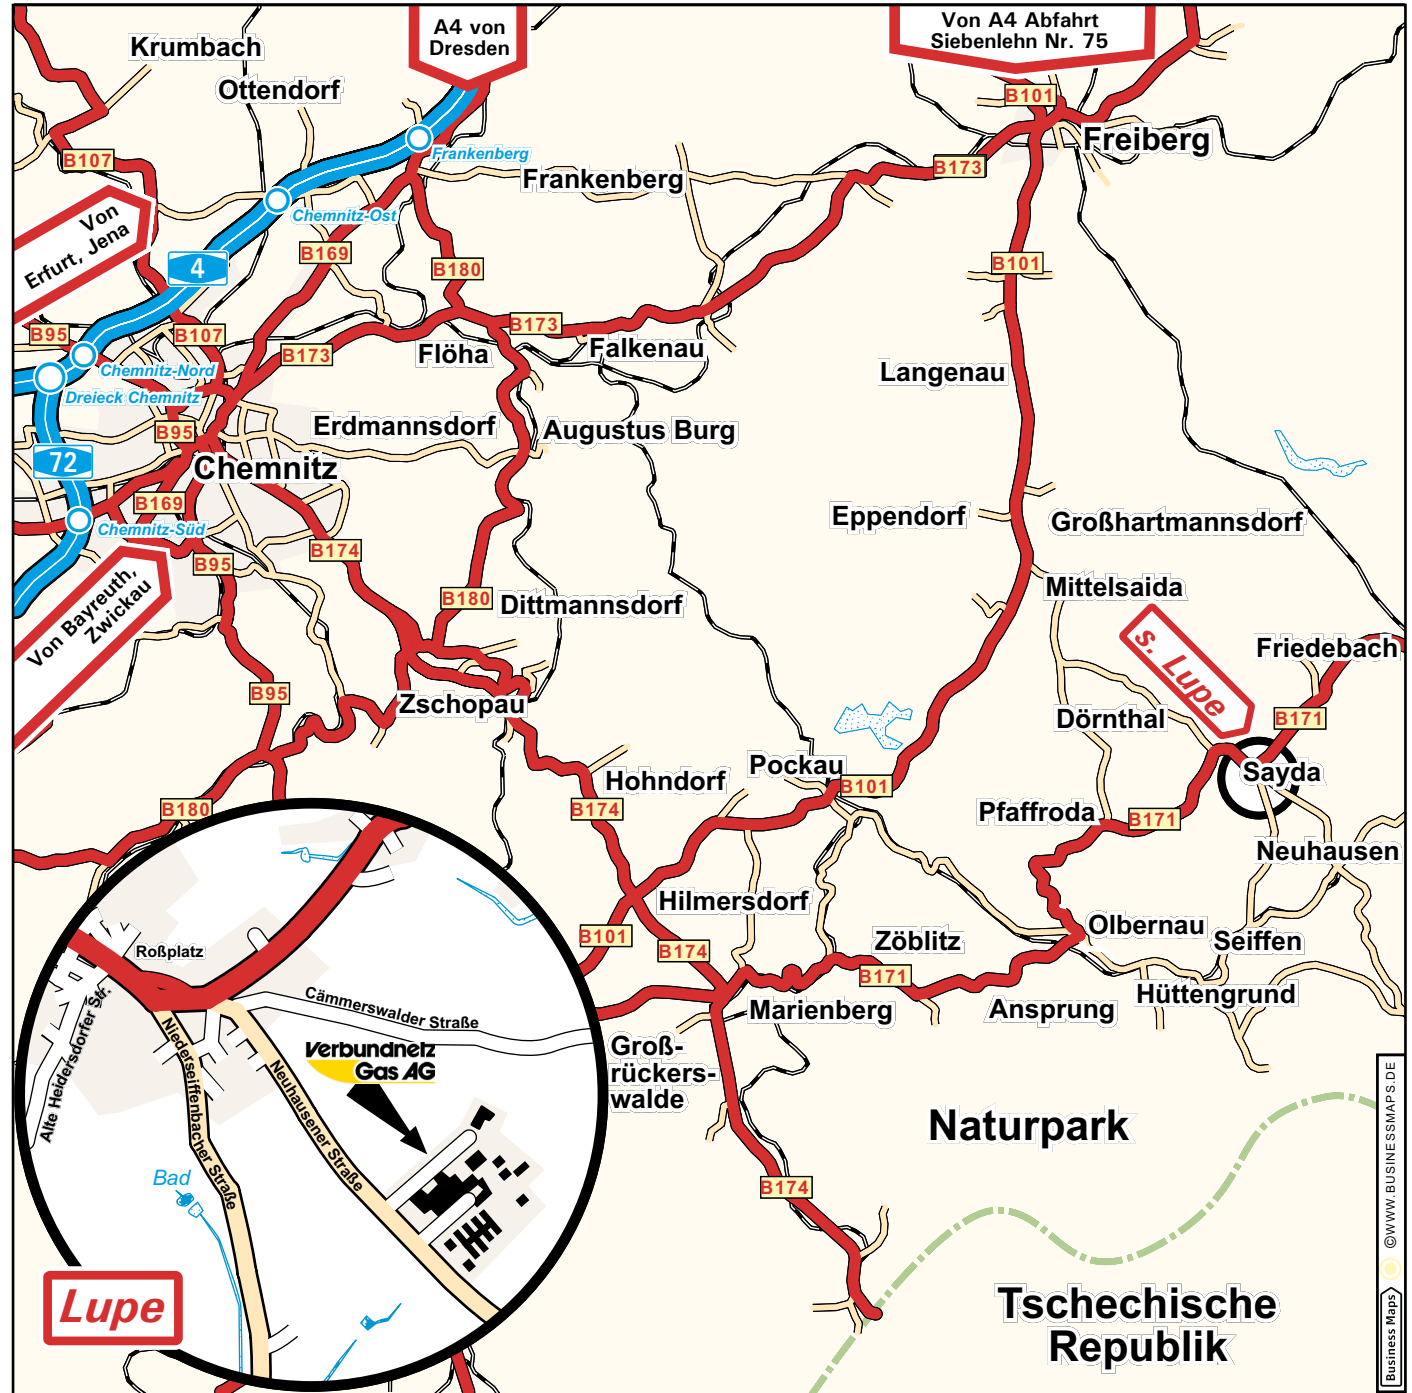 A4 von
Dresden
Von A4 Abfahrt
Siebenlehn Nr. 75
Krumbach
Ottendorf
B101
Freiberg
Frankenberg
B107
B173
Frankenberg
Chemnitz-Ost
Von
Erfurt, Jena
B169
4
B180
B101
B95
B107
B173
B173
Flöha
Falkenau
Chemnitz-Nord
Dreieck Chemnitz
Langenau
B95
Erdmannsdorf
Augustus Burg
72
Chemnitz
B169
Chemnitz-Süd
Eppendorf
Großhartmannsdorf
B174
B95
Mittelsaida
B180
Dittmannsdorf
Von Bayreuth,
Zwickau
s. Lupe
Friedebach
B95
Zschopau
Dörnthal
B171
Pockau
Sayda
Hohndorf
B101
B180
B174
Pfaffroda
B171
Neuhausen
Hilmersdorf
B101
B174
Zöblitz
Olbernau
Seiffen
B171
Hüttengrund
Marienberg
Ansprung
Groß-
rückers-
walde
Roßplatz
Cämmerswalder Straße
Alte Heidersdorfer Str.
Niederseiffenbacher Straße
Neuhausener Straße
Verbundnetz
Gas AG
Bad
Lupe
Naturpark
B174
Tschechische
Republik
©WWW.BUSINESSMAPS.DE
Business Maps